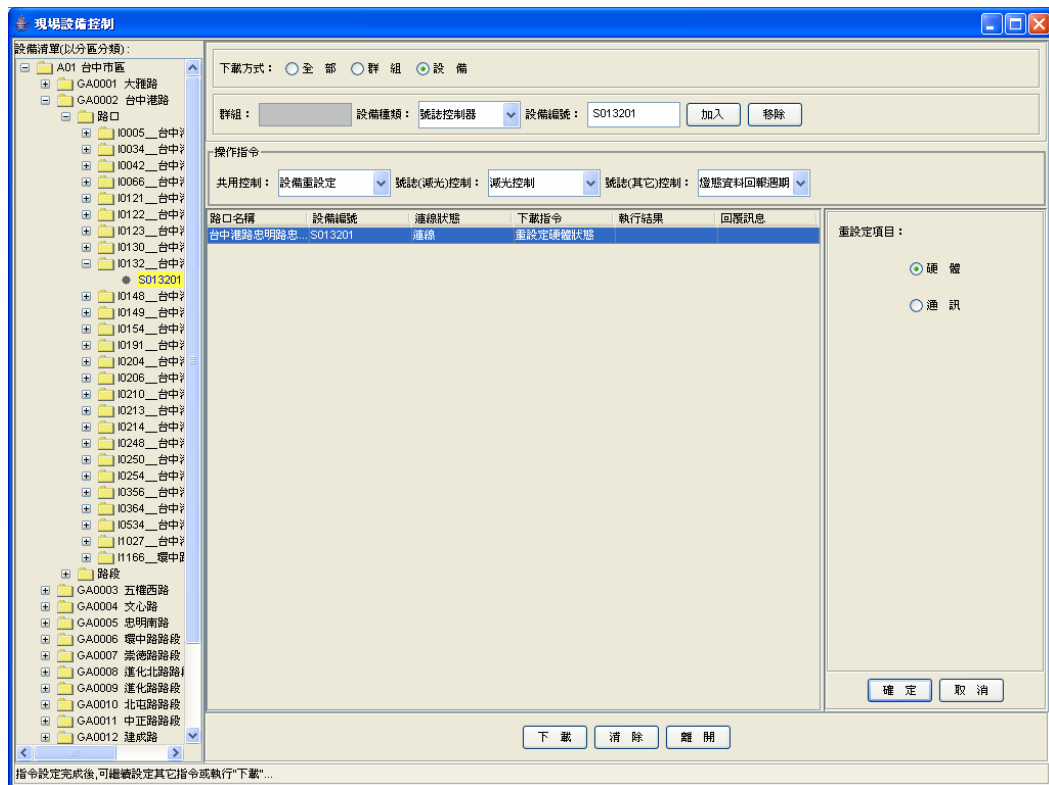 現場設備控制
設備清單(以分區分類):
A01 台中市區
GA0001 大雅路
GA0002 台中港路
路口
I0005__台中
I0034__台中
I0042__台中
I0066__台中
I0121__台中
I0122__台中
I0123__台中
I0130__台中
I0132__台中
S013201
I0148__台中
I0149__台中
I0154__台中
I0191__台中
I0204__台中
I0206__台中
I0210__台中
I0213__台中
I0214__台中
I0248__台中
I0250__台中
I0254__台中
I0356__台中
I0364__台中
I0534__台中
I1027__台中
I1166__環中
路段
GA0003 五權西路
GA0004 文心路
GA0005 忠明南路
GA0006 環中路路段
GA0007 崇德路路段
GA0008 進化北路路
GA0009 進化路路段
GA0010 北屯路路段
GA0011 中正路路段
GA0012 建成路
下載方式: 全 部 群 組 設 備
群組: 設備種類: 號誌控制器 設備編號: S013201 加入 移除
操作指令
共用控制: 設備重設定 號誌(減光)控制: 減光控制 號誌(其它)控制: 燈態資料回報週期
路口名稱 設備編號 連線狀態 下載指令 執行結果 回覆訊息
台中港路忠明路忠... S013201 連線 重設定硬體狀態
重設定項目:
硬 體
通 訊
確 定 取 消
下 載 清 除 離 開
指令設定完成後,可繼續設定其它指令或執行"下載"...